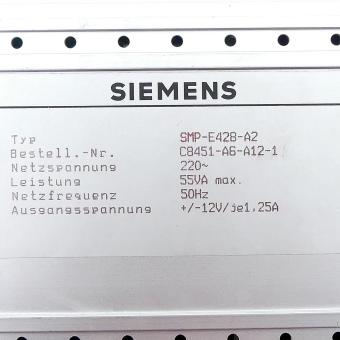 SIEMENS
Typ SMP-E428-A2
Bestell.-Nr. C8451-A6-A12-1
Netzspannung 220~
Leistung 55VA max.
Netzfrequenz 50Hz
Ausgangsspannung +/-12V/je1,25A